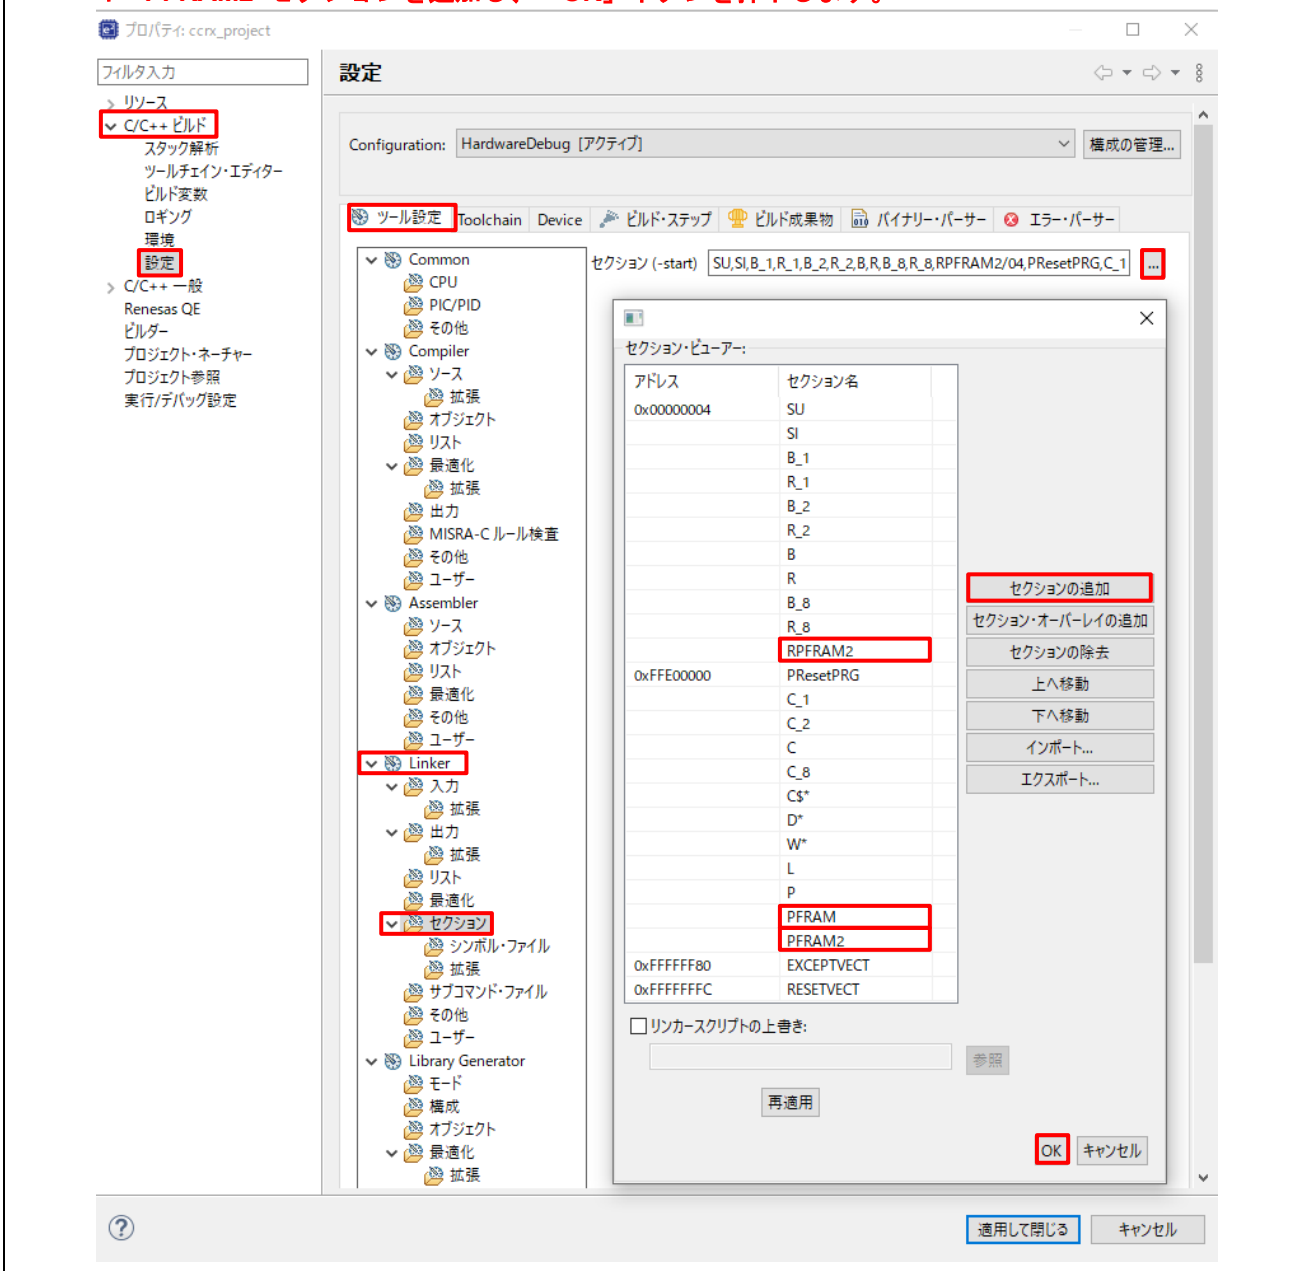 プロパティ: ccrx_project
フィルタ入力
設定
リソース
C/C++ ビルド
スタック解析
ツールチェイン・エディター
ビルド変数
ロギング
環境
設定
C/C++ 一般
Renesas QE
ビルダー
プロジェクト・ネーチャー
プロジェクト参照
実行/デバッグ設定
Configuration: HardwareDebug [アクティブ] 構成の管理...
ツール設定 Toolchain Device ビルド・ステップ ビルド成果物 バイナリー・パーサー エラー・パーサー
Common
CPU
PIC/PID
その他
Compiler
ソース
拡張
オブジェクト
リスト
最適化
拡張
出力
MISRA-C ルール検査
その他
ユーザー
Assembler
ソース
オブジェクト
リスト
最適化
その他
ユーザー
Linker
入力
拡張
出力
拡張
リスト
最適化
セクション
シンボル・ファイル
拡張
サブコマンド・ファイル
その他
ユーザー
Library Generator
モード
構成
オブジェクト
最適化
拡張
セクション (-start) SU,SI,B_1,R_1,B_2,R_2,B,R,B_8,R_8,RPFRAM2/04,PResetPRG,C_1 ...
セクション・ビューアー:
アドレス セクション名
0x00000004 SU
SI
B_1
R_1
B_2
R_2
B
R
B_8
R_8
RPFRAM2
0xFFE00000 PResetPRG
C_1
C_2
C
C_8
C$*
D*
W*
L
P
PFRAM
PFRAM2
0xFFFFFF80 EXCEPTVECT
0xFFFFFFFC RESETVECT
セクションの追加
セクション・オーバーレイの追加
セクションの除去
上へ移動
下へ移動
インポート...
エクスポート...
リンカースクリプトの上書き:
参照
再適用
OK キャンセル
適用して閉じる キャンセル